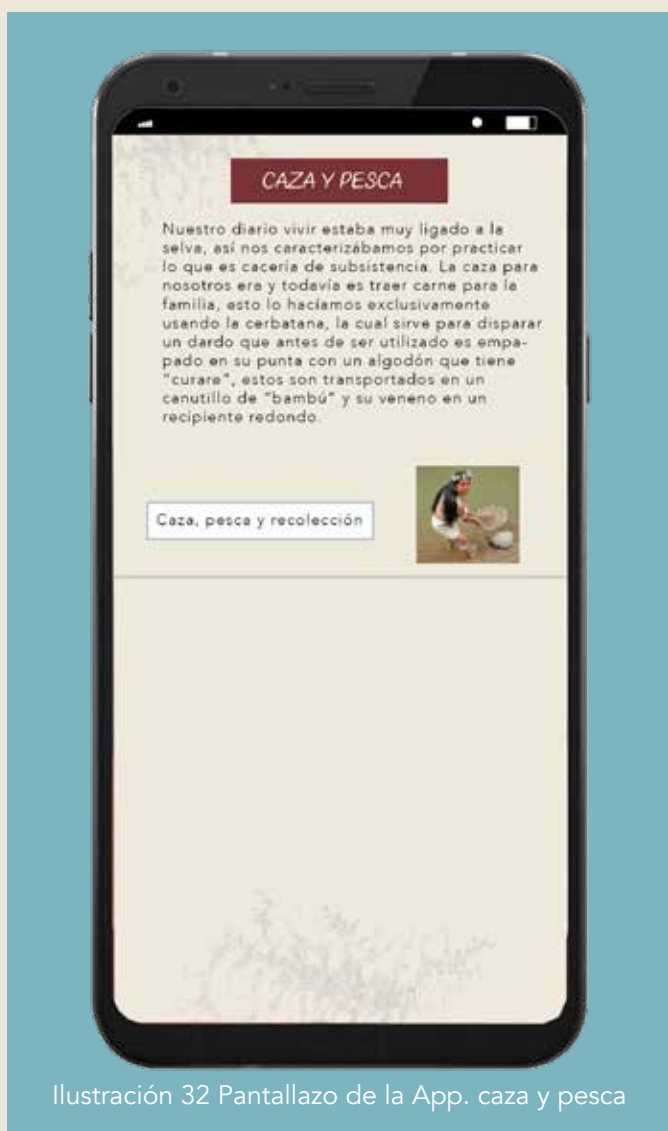 CAZA Y PESCA
Nuestro diario vivir estaba muy ligado a la
selva, así nos caracterizábamos por practicar
lo que es cacería de subsistencia. La caza para
nosotros era y todavía es traer carne para la
familia, esto lo hacíamos exclusivamente
usando la cerbatana, la cual sirve para disparar
un dardo que antes de ser utilizado es empa-
pado en su punta con un algodón que tiene
"curare", estos son transportados en un
canutillo de "bambú" y su veneno en un
recipiente redondo.
Caza, pesca y recolección
Ilustración 32 Pantallazo de la App. caza y pesca